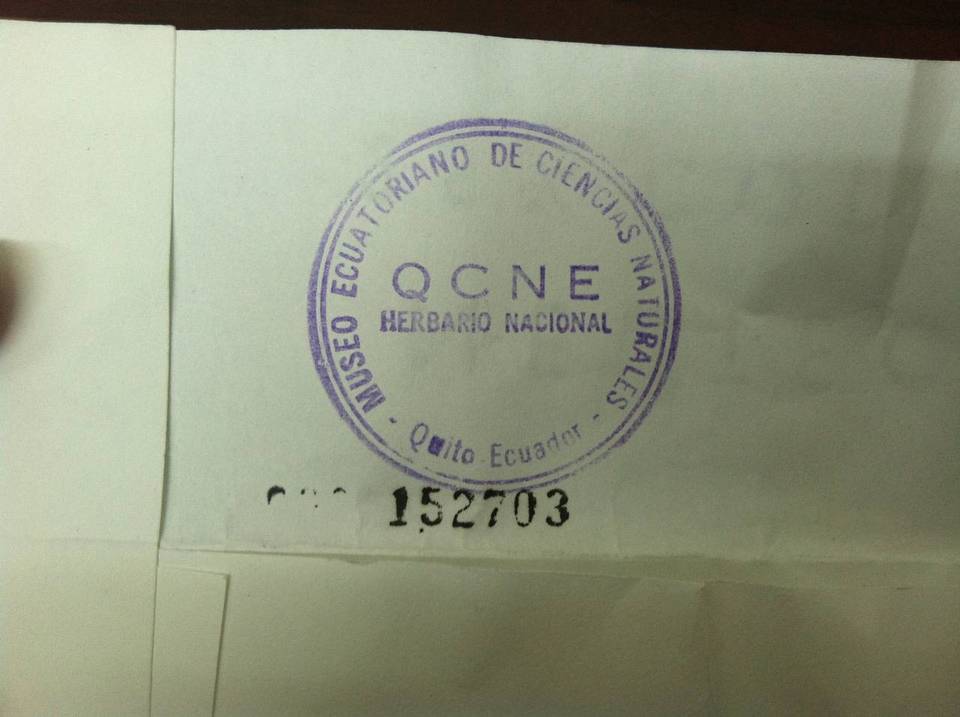 MUSEO ECUATORIANO DE CIENCIAS NATURALES
QCNE
HERBARIO NACIONAL
- Quito Ecuador -
152703